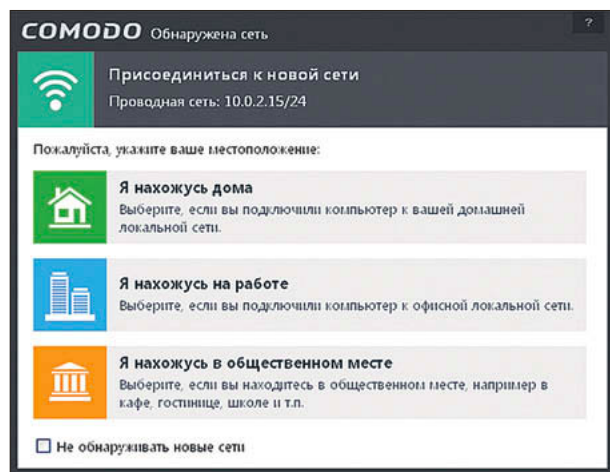 COMODO Обнаружена сеть ?
Присоединиться к новой сети
Проводная сеть: 10.0.2.15/24
Пожалуйста, укажите ваше местоположение:
Я нахожусь дома
Выберите, если вы подключили компьютер к вашей домашней
локальной сети.
Я нахожусь на работе
Выберите, если вы подключили компьютер к офисной локальной сети.
Я нахожусь в общественном месте
Выберите, если вы находитесь в общественном месте, например в
кафе, гостинице, школе и т.п.
Не обнаруживать новые сети